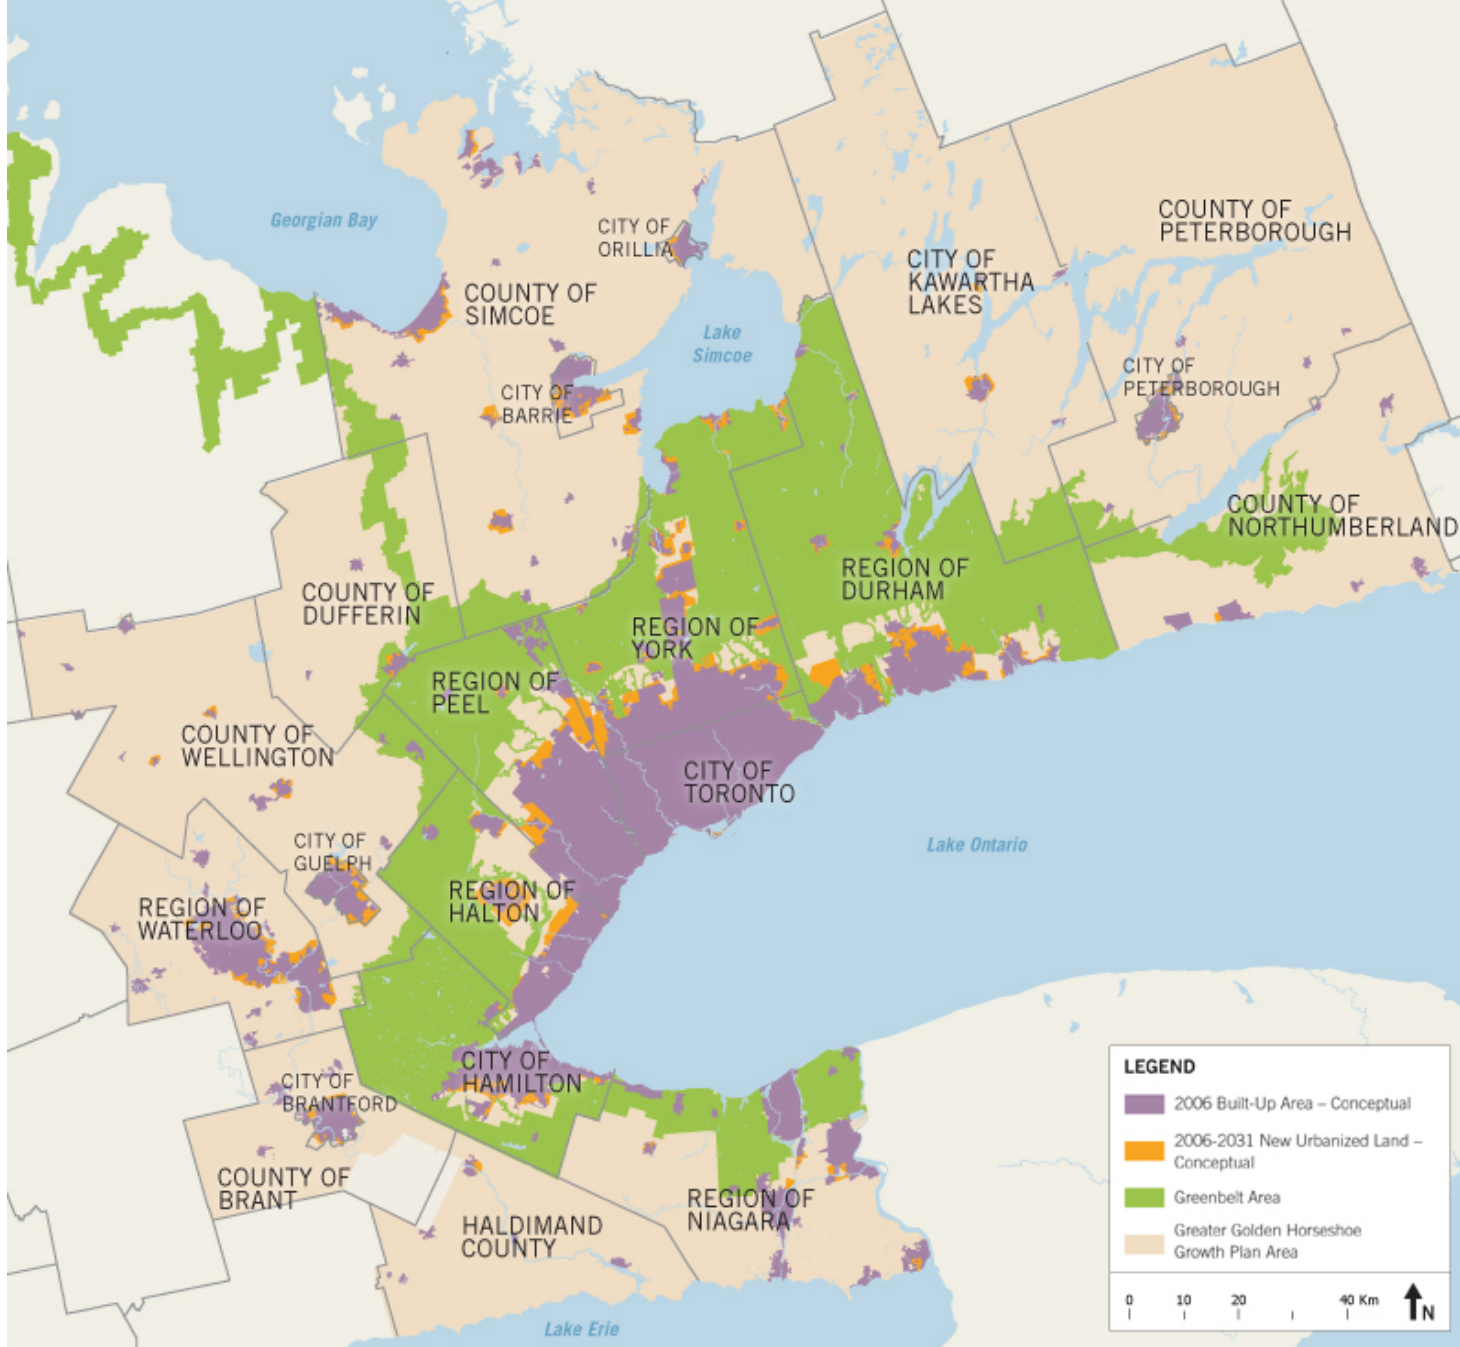 Georgian Bay
CITY OF
ORILLIA
COUNTY OF
PETERBOROUGH
CITY OF
KAWARTHA
LAKES
COUNTY OF
SIMCOE
Lake
Simcoe
CITY OF
BARRIE
CITY OF
PETERBOROUGH
COUNTY OF
NORTHUMBERLAND
REGION OF
DURHAM
COUNTY OF
DUFFERIN
REGION OF
YORK
REGION OF
PEEL
COUNTY OF
WELLINGTON
CITY OF
TORONTO
Lake Ontario
CITY OF
GUELPH
REGION OF
HALTON
REGION OF
WATERLOO
CITY OF
HAMILTON
CITY OF
BRANTFORD
COUNTY OF
BRANT
REGION OF
NIAGARA
HALDIMAND
COUNTY
Lake Erie
LEGEND
2006 Built-Up Area – Conceptual
2006-2031 New Urbanized Land –
Conceptual
Greenbelt Area
Greater Golden Horseshoe
Growth Plan Area
0 10 20 40 Km
N